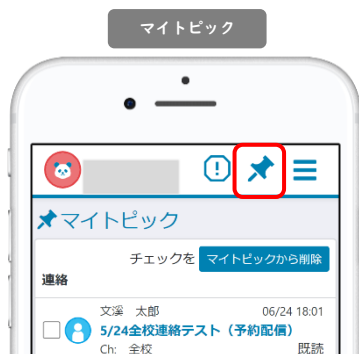 マイトピック
マイトピック
チェックを マイトピックから削除
連絡
文溪 太郎 06/24 18:01
5/24全校連絡テスト（予約配信）
Ch: 全校 既読